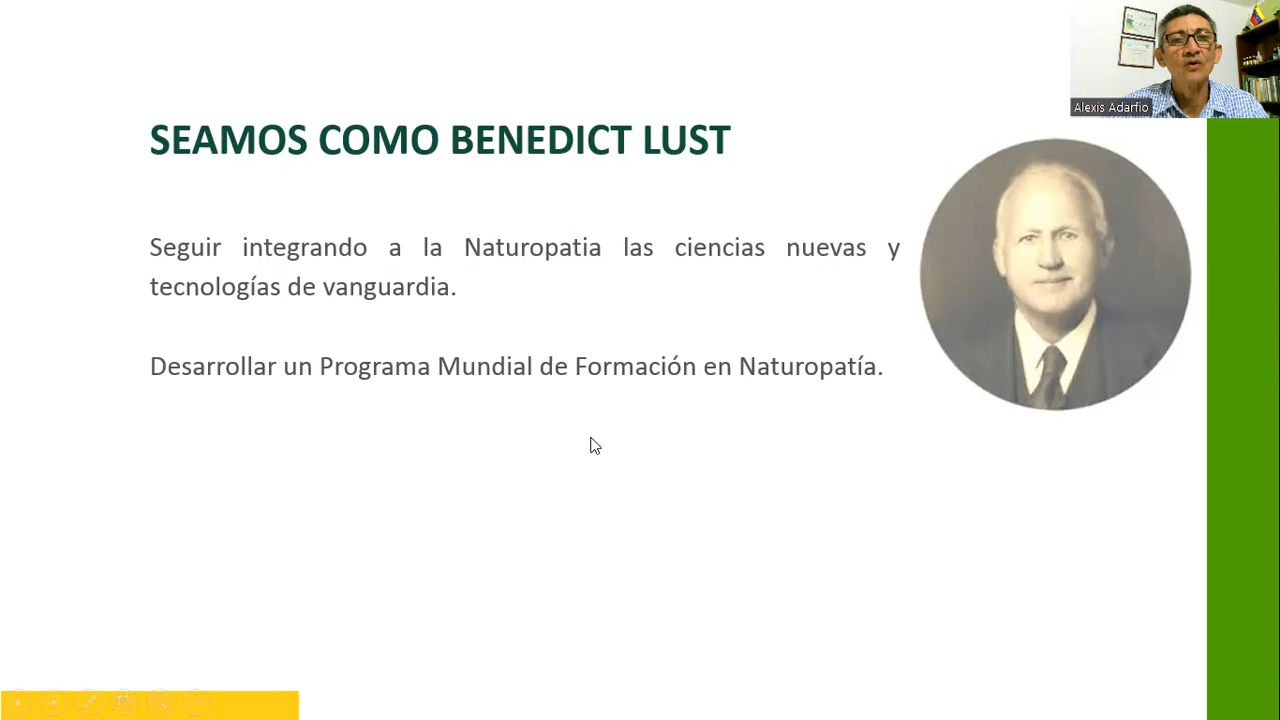 Alexis Adarfio
SEAMOS COMO BENEDICT LUST
Seguir integrando a la Naturopatia las ciencias nuevas y
tecnologías de vanguardia.
Desarrollar un Programa Mundial de Formación en Naturopatía.